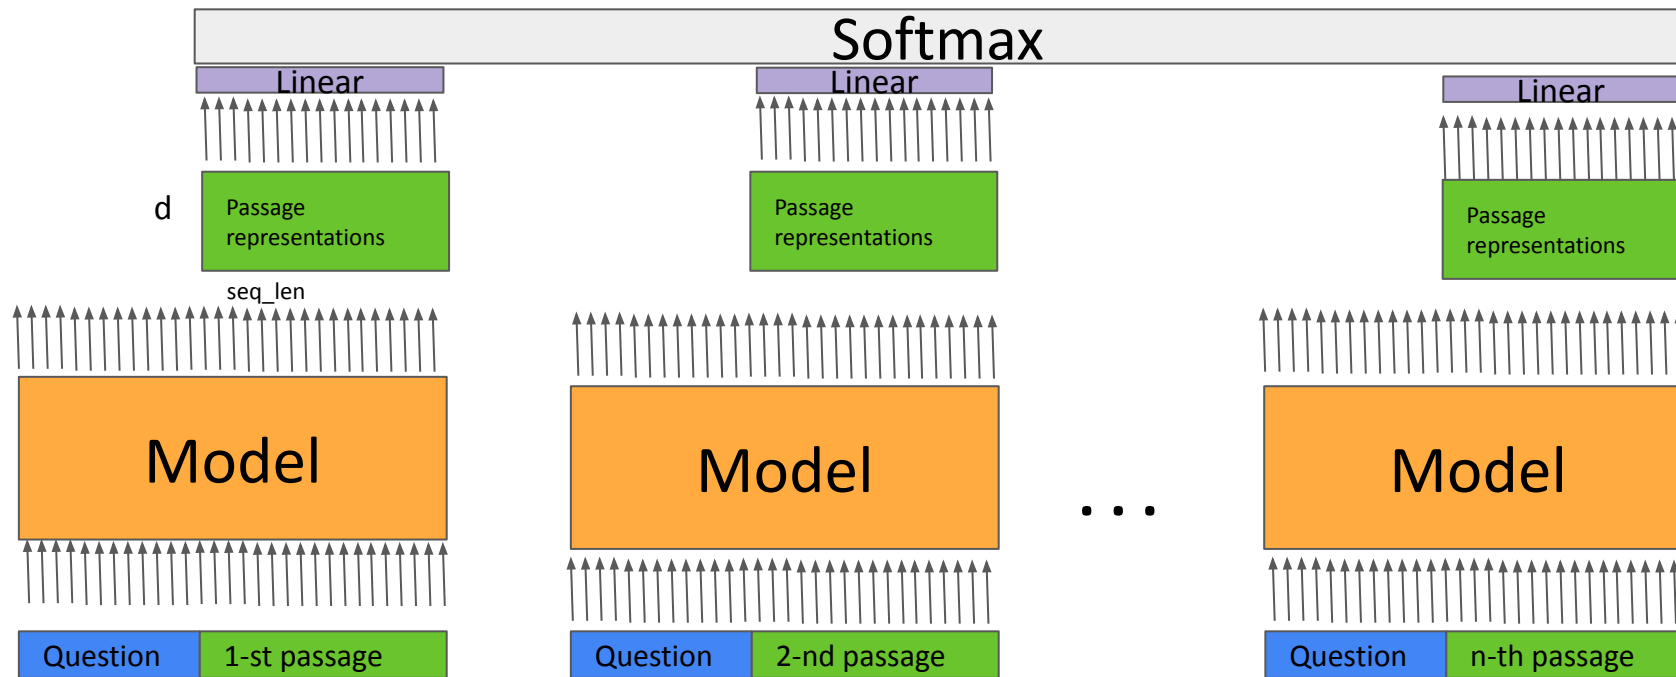 Softmax
Linear
Linear
Linear
d
Passage
representations
Passage
representations
Passage
representations
seq_len
Model
Model
...
Model
Question
1-st passage
Question
2-nd passage
Question
n-th passage